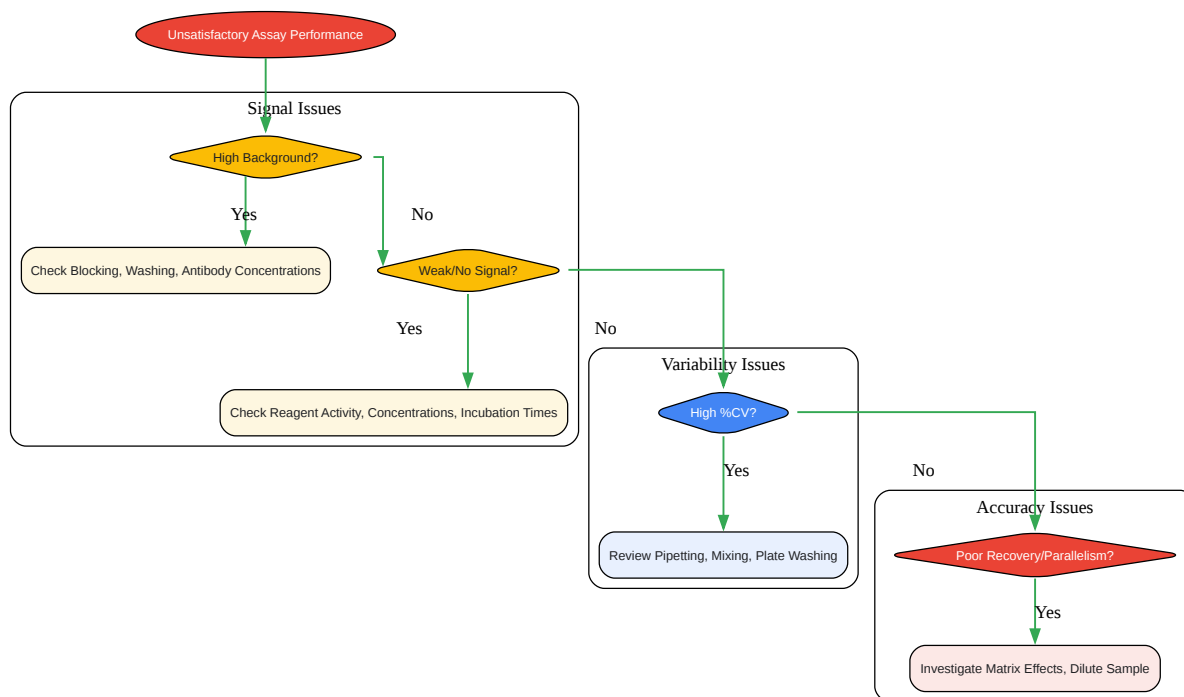 Unsatisfactory Assay Performance
Signal Issues
High Background?
Yes
No
Check Blocking, Washing, Antibody Concentrations
Weak/No Signal?
Yes
No
Check Reagent Activity, Concentrations, Incubation Times
Variability Issues
High %CV?
Yes
No
Review Pipetting, Mixing, Plate Washing
Accuracy Issues
Poor Recovery/Parallelism?
Yes
Investigate Matrix Effects, Dilute Sample